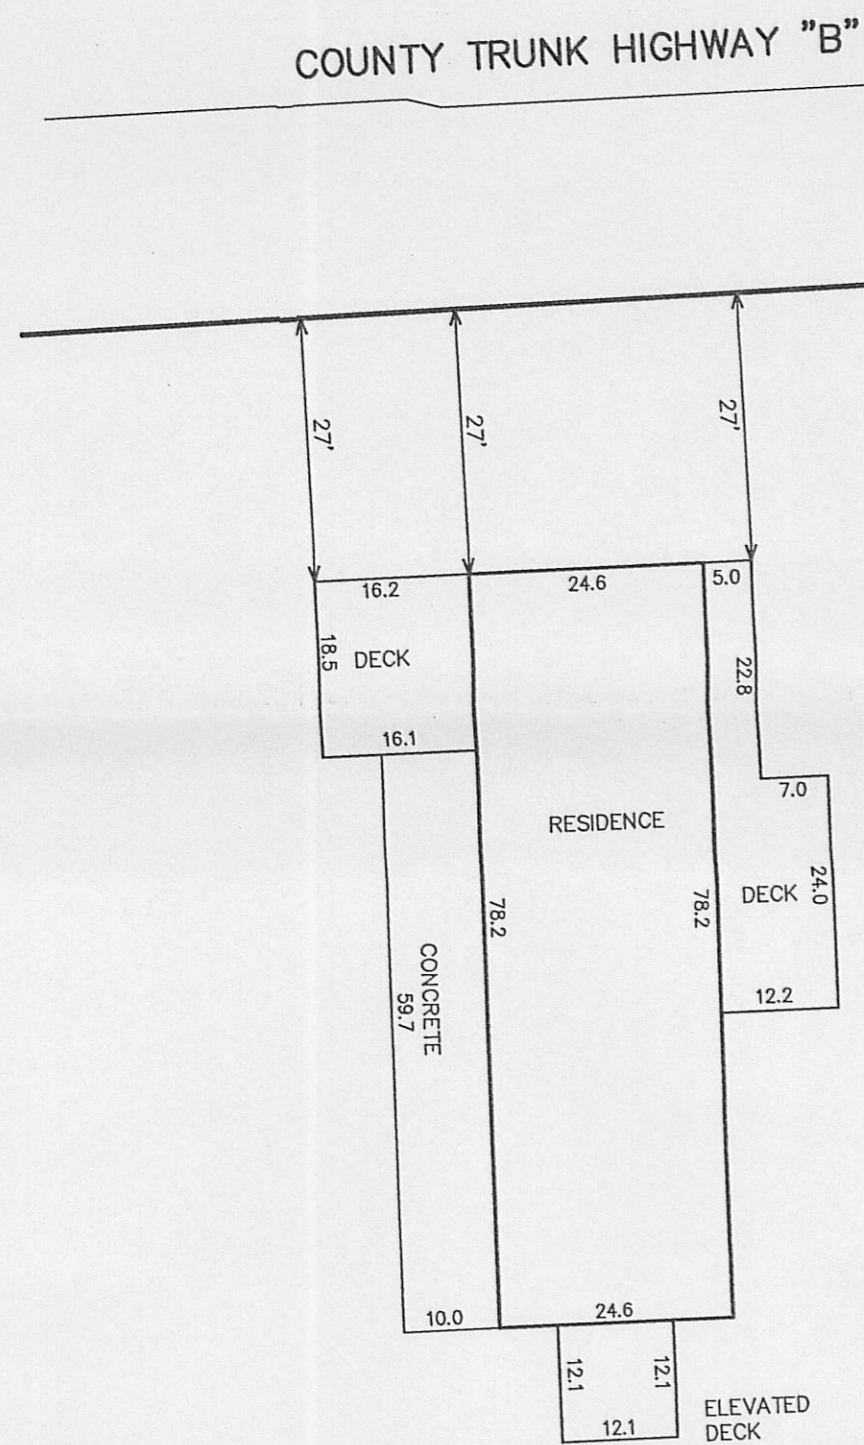 COUNTY TRUNK HIGHWAY "B"
27'
27'
27'
16.2
24.6
5.0
18.5
DECK
22.8
16.1
7.0
RESIDENCE
78.2
78.2
DECK
24.0
12.2
CONCRETE
59.7
10.0
24.6
12.1
12.1
12.1
ELEVATED
DECK